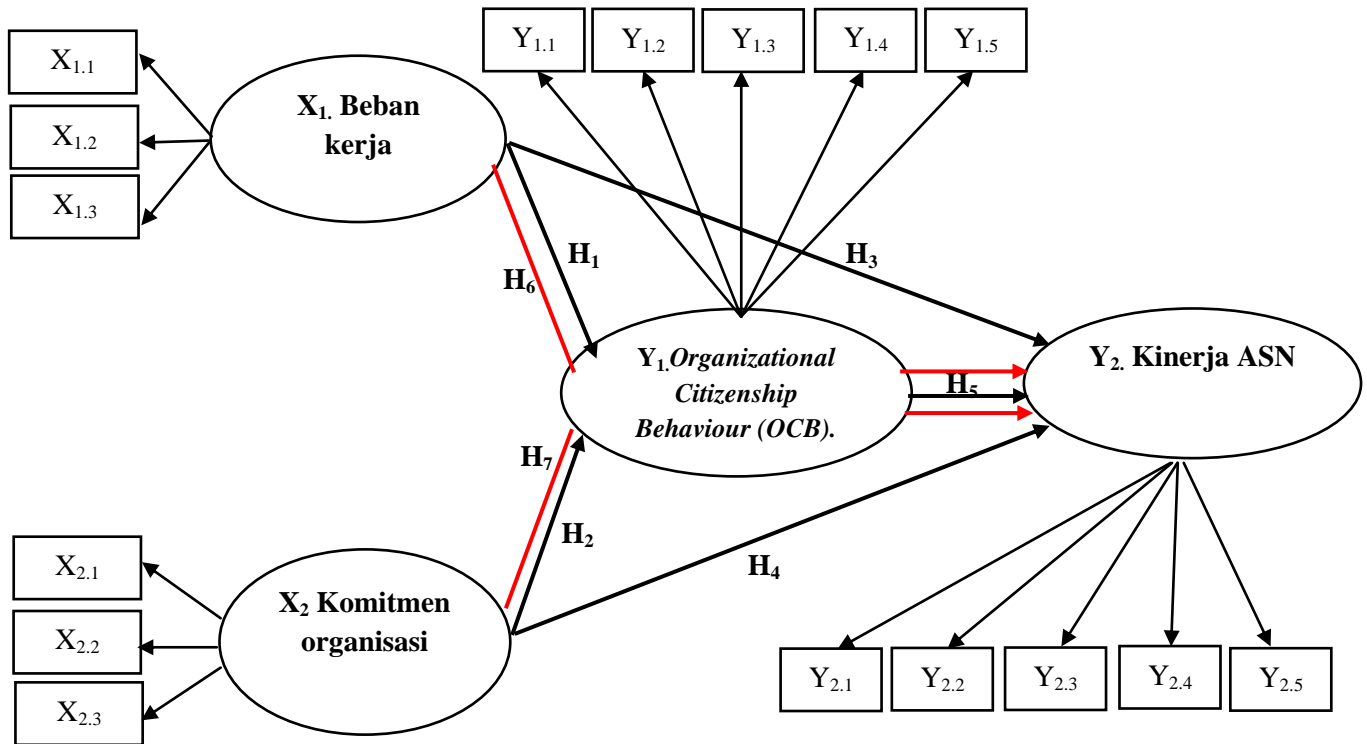 X1.1
X1.2
X1.3
X1. Beban
kerja
Y1.1
Y1.2
Y1.3
Y1.4
Y1.5
H1
H6
H3
Y1.Organizational
Citizenship
Behaviour (OCB).
H5
Y2. Kinerja ASN
H7
H2
H4
X2.1
X2.2
X2.3
X2 Komitmen
organisasi
Y2.1
Y2.2
Y2.3
Y2.4
Y2.5